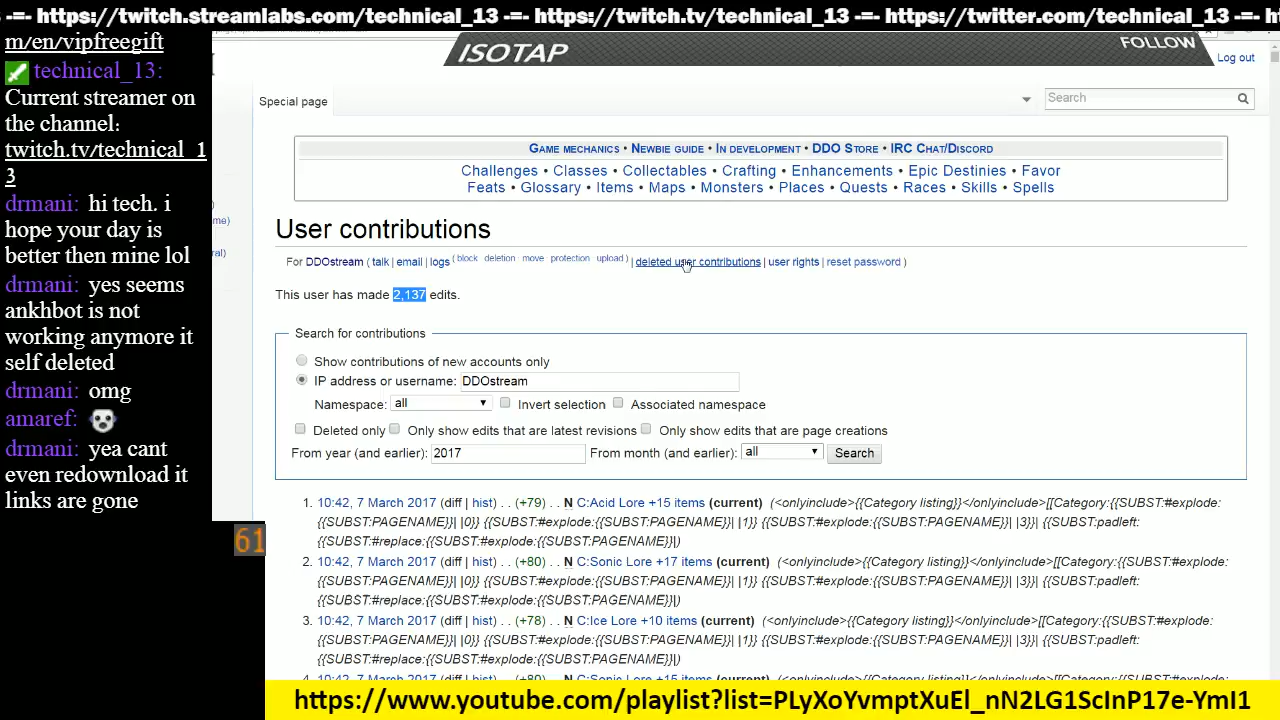 -=- https://twitch.streamlabs.com/technical_13 -=- https://twitch.tv/technical_13 -=- https://twitter.com/technical_13 -=-
m/en/vipfreegift
technical_13:
Current streamer on
the channel:
twitch.tv/technical_1
3
drmani: hi tech. i
hope your day is
better then mine lol
drmani: yes seems
ankhbot is not
working anymore it
self deleted
drmani: omg
amaref:
drmani: yea cant
even redownload it
links are gone
61
ISOTAP
FOLLOW
Log out
Special page
Search
GAME MECHANICS • NEWBIE GUIDE • IN DEVELOPMENT • DDO STORE • IRC CHAT/DISCORD
Challenges • Classes • Collectables • Crafting • Enhancements • Epic Destinies • Favor
Feats • Glossary • Items • Maps • Monsters • Places • Quests • Races • Skills • Spells
User contributions
For DDOstream (talk | email | logs (block deletion move protection upload) | deleted user contributions | user rights | reset password)
This user has made 2,137 edits.
Search for contributions
Show contributions of new accounts only
IP address or username: DDOstream
Namespace: all Invert selection Associated namespace
Deleted only Only show edits that are latest revisions Only show edits that are page creations
From year (and earlier): 2017 From month (and earlier): all Search
1. 10:42, 7 March 2017 (diff | hist) . . (+79) . . N C:Acid Lore +15 items (current) (<onlyinclude>{{Category listing}}</onlyinclude>[[Category:{{SUBST:#explode:
{{SUBST:PAGENAME}}| |0}} {{SUBST:#explode:{{SUBST:PAGENAME}}| |1}} {{SUBST:#explode:{{SUBST:PAGENAME}}| |3}}| {{SUBST:padleft:
{{SUBST:#replace:{{SUBST:#explode:{{SUBST:PAGENAME}}|)
2. 10:42, 7 March 2017 (diff | hist) . . (+80) . . N C:Sonic Lore +17 items (current) (<onlyinclude>{{Category listing}}</onlyinclude>[[Category:{{SUBST:#explode:
{{SUBST:PAGENAME}}| |0}} {{SUBST:#explode:{{SUBST:PAGENAME}}| |1}} {{SUBST:#explode:{{SUBST:PAGENAME}}| |3}}| {{SUBST:padleft:
{{SUBST:#replace:{{SUBST:#explode:{{SUBST:PAGENAME}}|)
3. 10:42, 7 March 2017 (diff | hist) . . (+78) . . N C:Ice Lore +10 items (current) (<onlyinclude>{{Category listing}}</onlyinclude>[[Category:{{SUBST:#explode:
{{SUBST:PAGENAME}}| |0}} {{SUBST:#explode:{{SUBST:PAGENAME}}| |1}} {{SUBST:#explode:{{SUBST:PAGENAME}}| |3}}| {{SUBST:padleft:
{{SUBST:#replace:{{SUBST:#explode:{{SUBST:PAGENAME}}|)
https://www.youtube.com/playlist?list=PLyXoYvmptXuEl_nN2LG1ScInP17e-YmI1